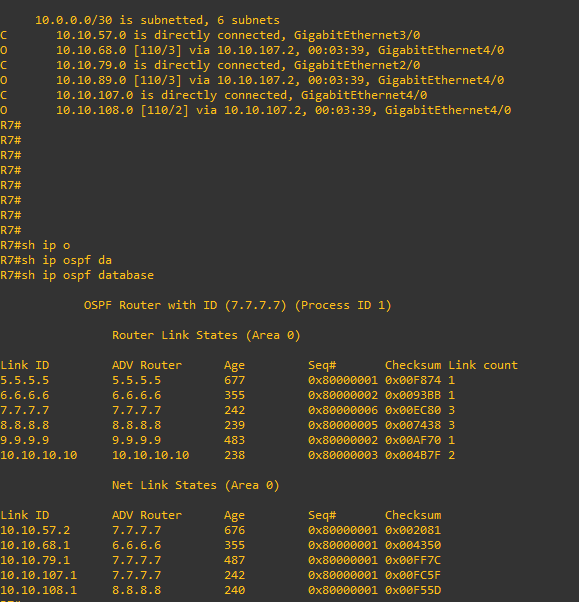 10.0.0.0/30 is subnetted, 6 subnets
C 10.10.57.0 is directly connected, GigabitEthernet3/0
O 10.10.68.0 [110/3] via 10.10.107.2, 00:03:39, GigabitEthernet4/0
C 10.10.79.0 is directly connected, GigabitEthernet2/0
O 10.10.89.0 [110/3] via 10.10.107.2, 00:03:39, GigabitEthernet4/0
C 10.10.107.0 is directly connected, GigabitEthernet4/0
O 10.10.108.0 [110/2] via 10.10.107.2, 00:03:39, GigabitEthernet4/0
R7#
R7#
R7#
R7#
R7#
R7#
R7#
R7#
R7#sh ip o
R7#sh ip ospf da
R7#sh ip ospf database
OSPF Router with ID (7.7.7.7) (Process ID 1)
Router Link States (Area 0)
Link ID ADV Router Age Seq# Checksum Link count
5.5.5.5 5.5.5.5 677 0x80000001 0x00F874 1
6.6.6.6 6.6.6.6 355 0x80000002 0x0093BB 1
7.7.7.7 7.7.7.7 242 0x80000006 0x00EC80 3
8.8.8.8 8.8.8.8 239 0x80000005 0x007438 3
9.9.9.9 9.9.9.9 483 0x80000002 0x00AF70 1
10.10.10.10 10.10.10.10 238 0x80000003 0x004B7F 2
Net Link States (Area 0)
Link ID ADV Router Age Seq# Checksum
10.10.57.2 7.7.7.7 676 0x80000001 0x002081
10.10.68.1 6.6.6.6 355 0x80000001 0x004350
10.10.79.1 7.7.7.7 487 0x80000001 0x00FF7C
10.10.107.1 7.7.7.7 242 0x80000001 0x00FC5F
10.10.108.1 8.8.8.8 240 0x80000001 0x00F55D